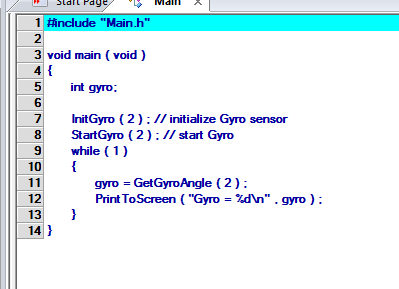 Start Page
Main
1 #include "Main.h"
2
3 void main ( void )
4 {
5 int gyro;
6
7 InitGyro ( 2 ) ; // initialize Gyro sensor
8 StartGyro ( 2 ) ; // start Gyro
9 while ( 1 )
10 {
11 gyro = GetGyroAngle ( 2 ) ;
12 PrintToScreen ( "Gyro = %d\n" , gyro ) ;
13 }
14 }